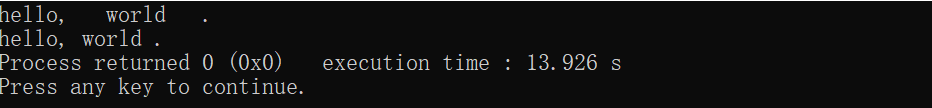 hello,   world   .
hello, world .
Process returned 0 (0x0)   execution time : 13.926 s
Press any key to continue.